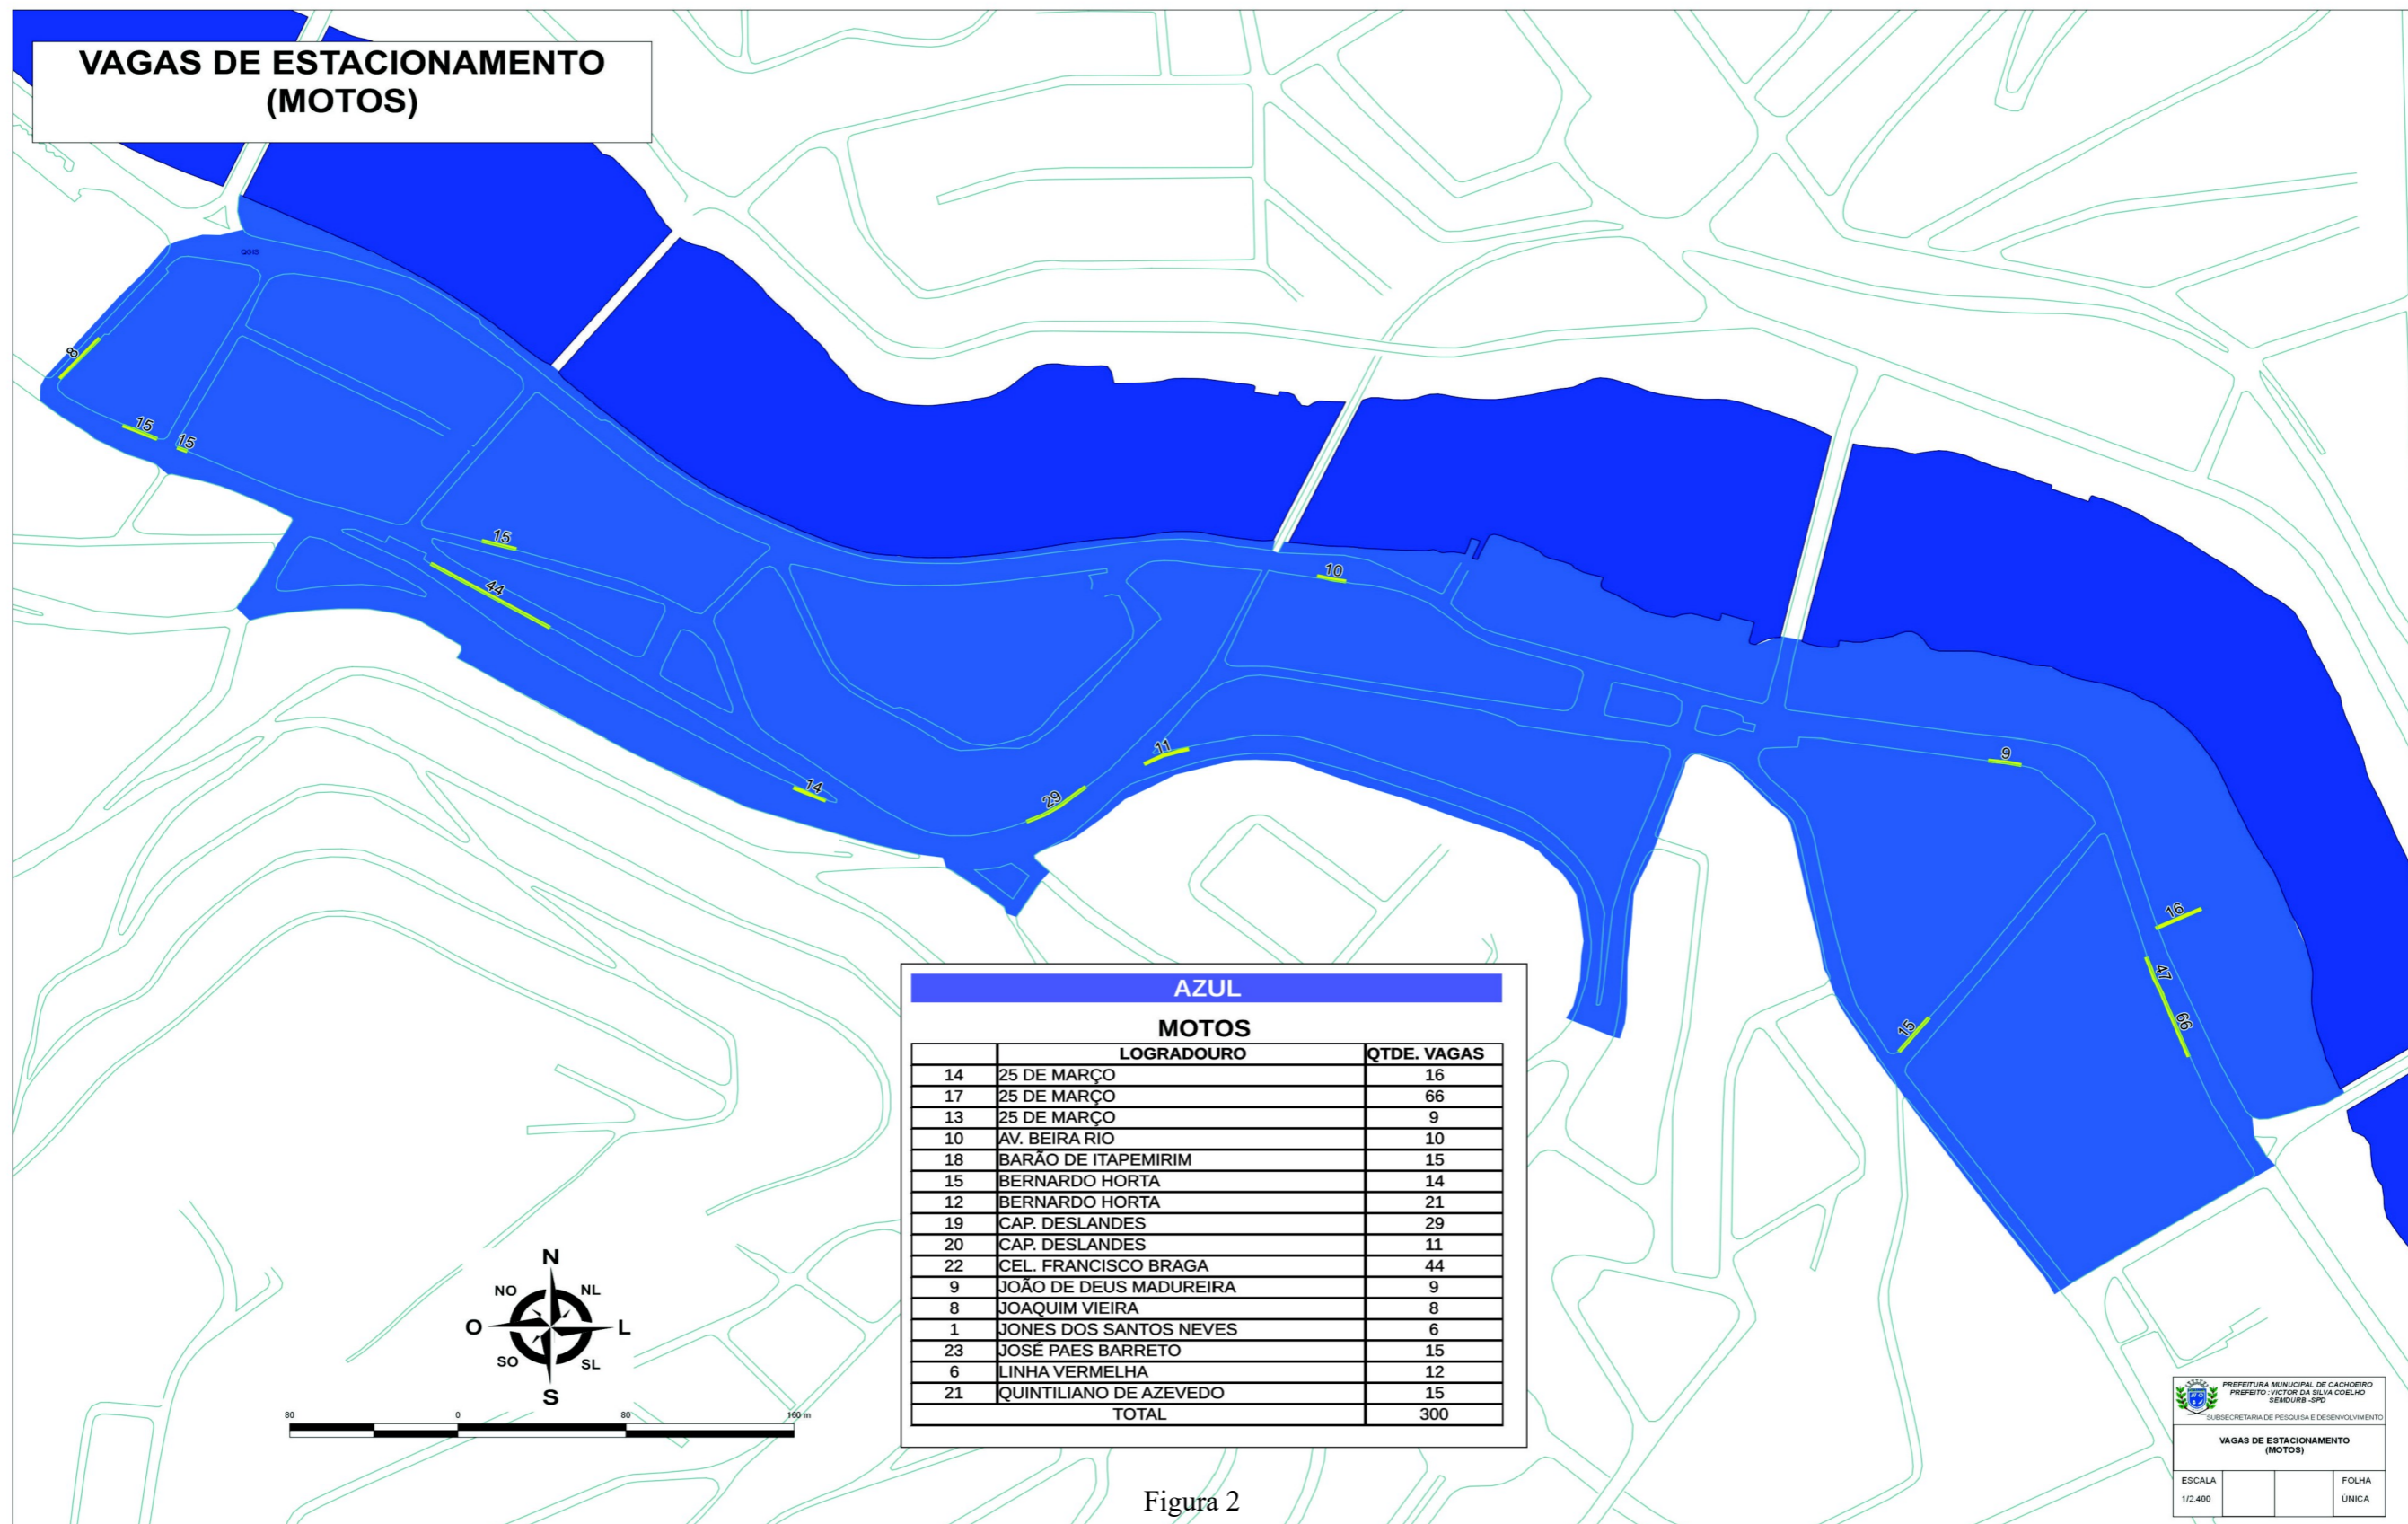 VAGAS DE ESTACIONAMENTO
(MOTOS)
8
15
15
15
44
14
29
11
10
9
16
47
66
15
AZUL
MOTOS
LOGRADOURO QTDE. VAGAS
14 25 DE MARÇO 16
17 25 DE MARÇO 66
13 25 DE MARÇO 9
10 AV. BEIRA RIO 10
18 BARÃO DE ITAPEMIRIM 15
15 BERNARDO HORTA 14
12 BERNARDO HORTA 21
19 CAP. DESLANDES 29
20 CAP. DESLANDES 11
22 CEL. FRANCISCO BRAGA 44
9 JOÃO DE DEUS MADUREIRA 9
8 JOAQUIM VIEIRA 8
1 JONES DOS SANTOS NEVES 6
23 JOSÉ PAES BARRETO 15
6 LINHA VERMELHA 12
21 QUINTILIANO DE AZEVEDO 15
TOTAL 300
N
NO NL
O L
SO SL
S
80 0 80 160 m
PREFEITURA MUNUCIPAL DE CACHOEIRO
PREFEITO : VICTOR DA SILVA COELHO
SEMDURB -SPD
SUBSECRETARIA DE PESQUISA E DESENVOLVIMENTO
VAGAS DE ESTACIONAMENTO
(MOTOS)
ESCALA FOLHA
1/2.400 ÚNICA
Figura 2